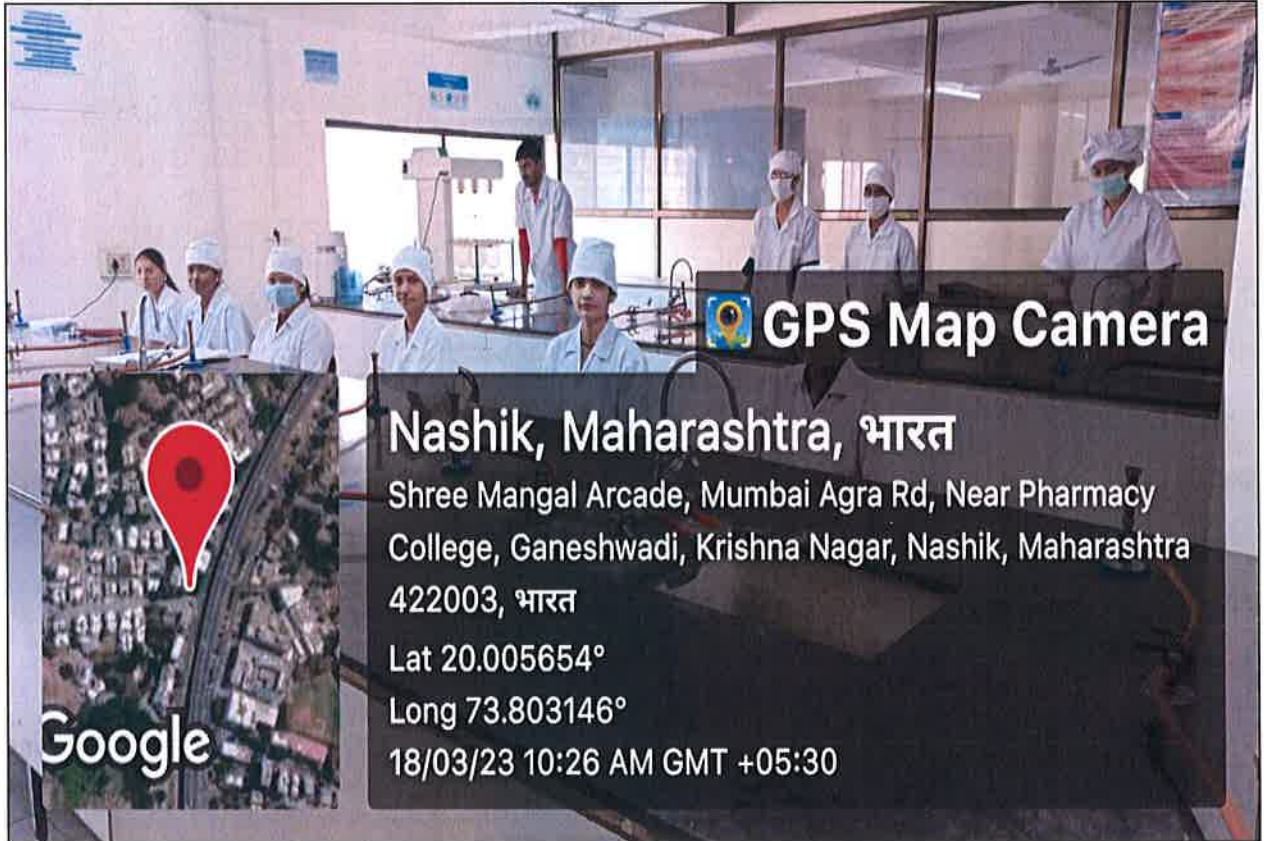 GPS Map Camera
Nashik, Maharashtra, भारत
Shree Mangal Arcade, Mumbai Agra Rd, Near Pharmacy
College, Ganeshwadi, Krishna Nagar, Nashik, Maharashtra
422003, भारत
Lat 20.005654°
Long 73.803146°
18/03/23 10:26 AM GMT +05:30
Google